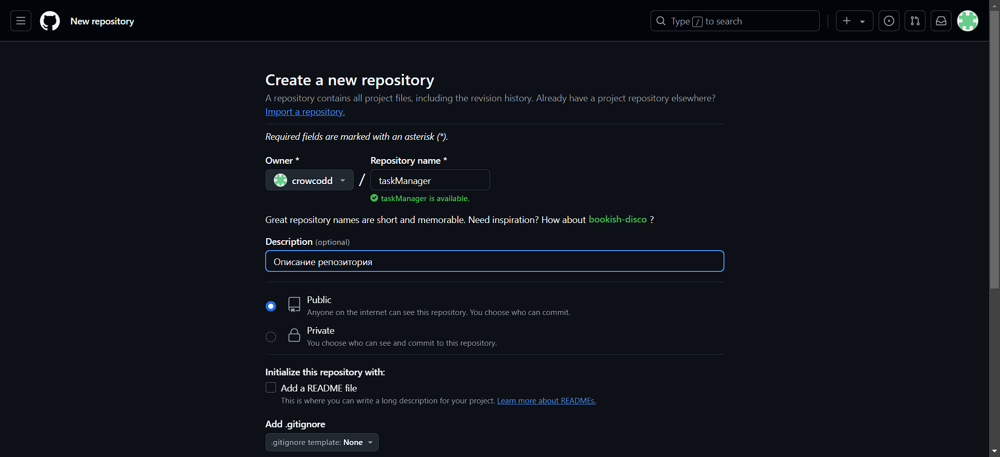 New repository
Type / to search
Create a new repository
A repository contains all project files, including the revision history. Already have a project repository elsewhere?
Import a repository.
Required fields are marked with an asterisk (*).
Owner *
Repository name *
crowcodd
/
taskManager
taskManager is available.
Great repository names are short and memorable. Need inspiration? How about bookish-disco ?
Description (optional)
Описание репозитория
Public
Anyone on the internet can see this repository. You choose who can commit.
Private
You choose who can see and commit to this repository.
Initialize this repository with:
Add a README file
This is where you can write a long description for your project. Learn more about READMEs.
Add .gitignore
.gitignore template: None